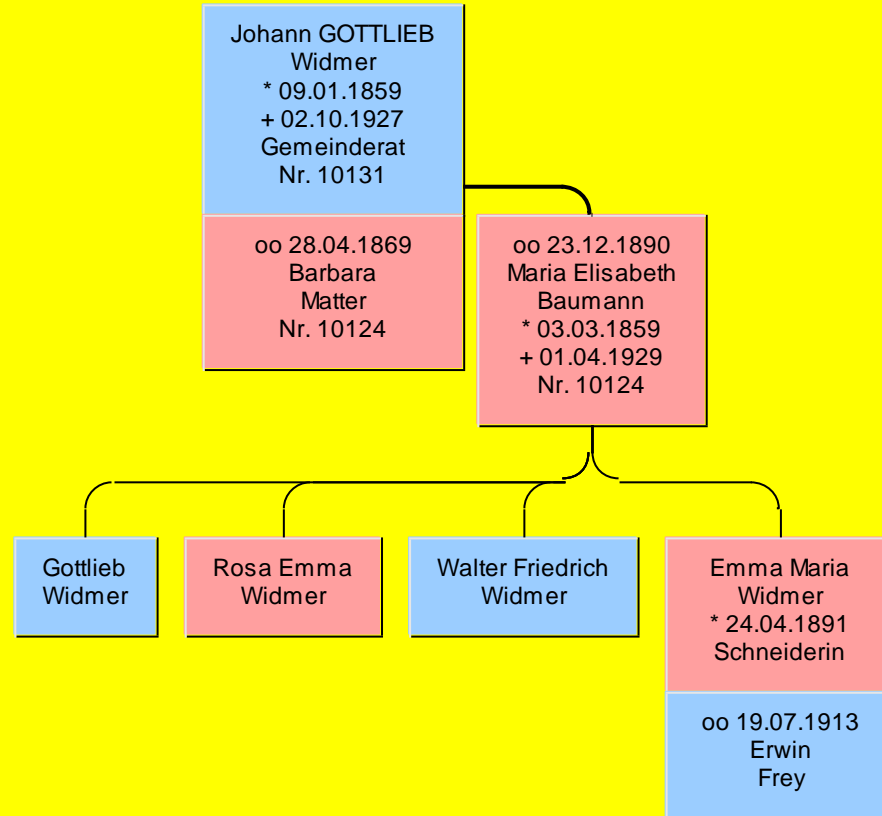 Johann GOTTLIEB
Widmer
* 09.01.1859
+ 02.10.1927
Gemeinderat
Nr. 10131
oo 28.04.1869
Barbara
Matter
Nr. 10124
oo 23.12.1890
Maria Elisabeth
Baumann
* 03.03.1859
+ 01.04.1929
Nr. 10124
Gottlieb
Widmer
Rosa Emma
Widmer
Walter Friedrich
Widmer
Emma Maria
Widmer
* 24.04.1891
Schneiderin
oo 19.07.1913
Erwin
Frey